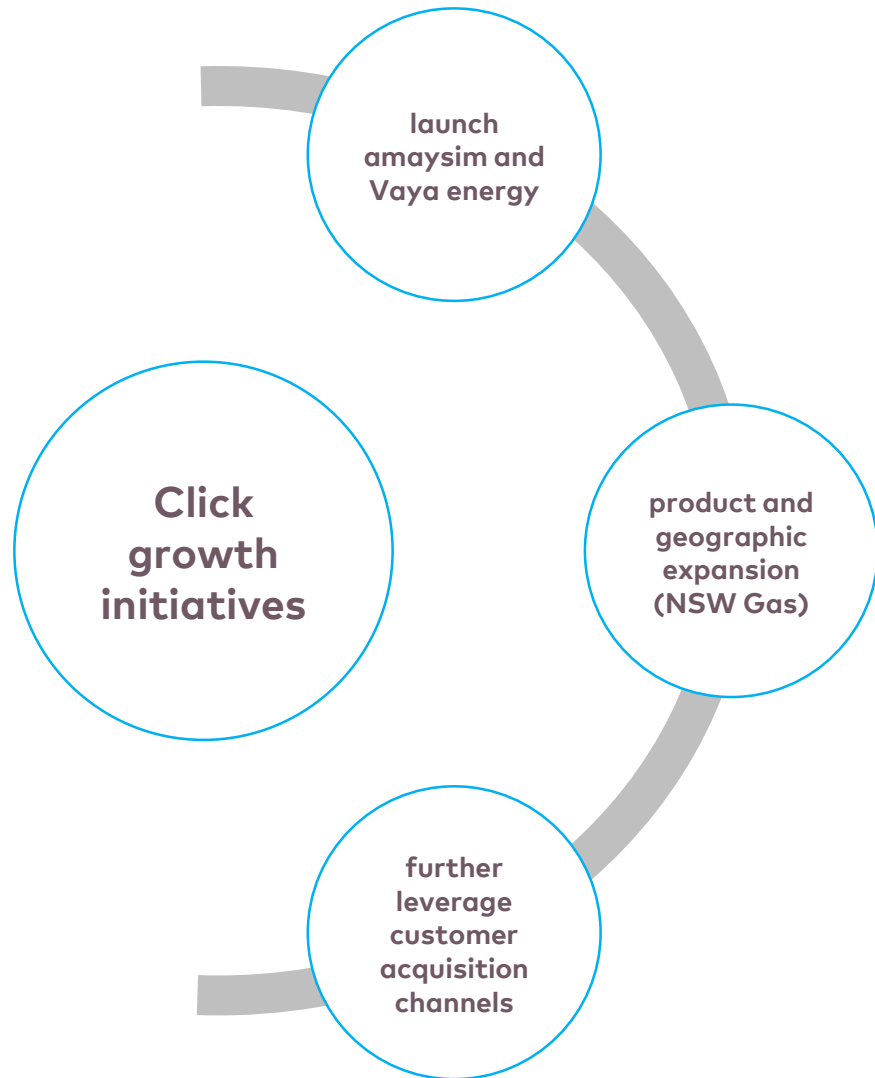 launch
amaysim and
Vaya energy
Click
growth
initiatives
product and
geographic
expansion
(NSW Gas)
further
leverage
customer
acquisition
channels